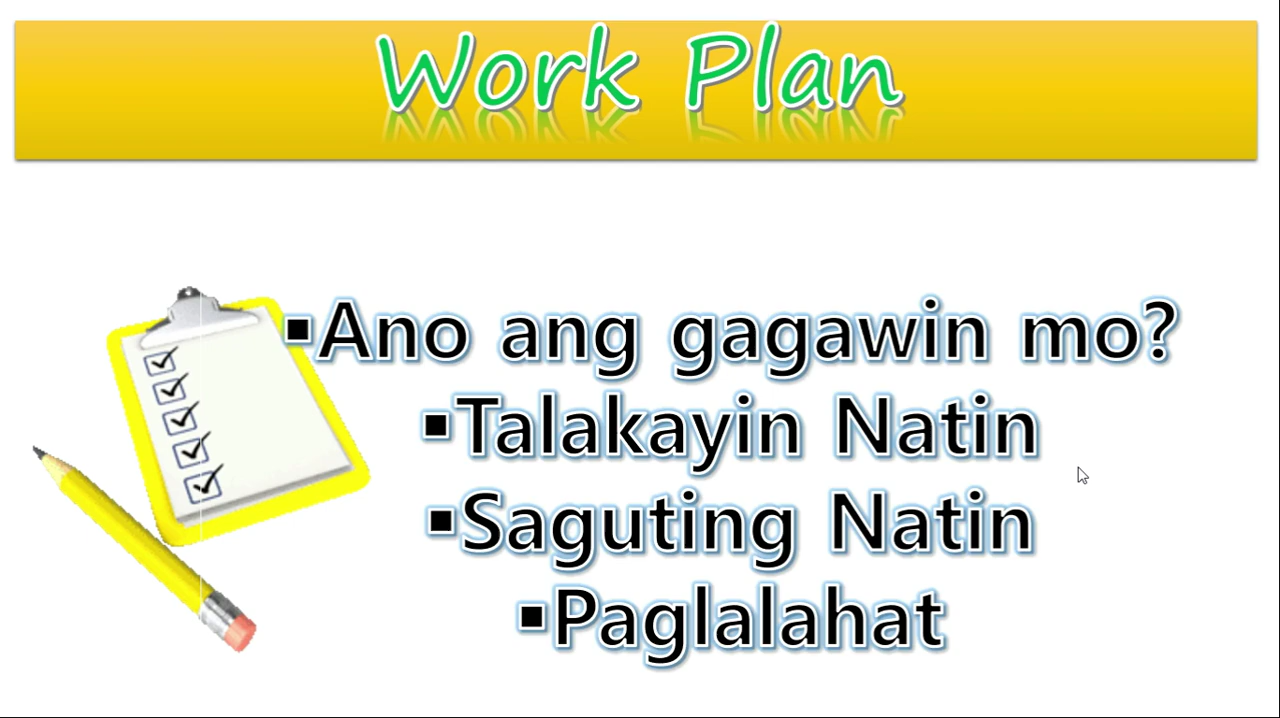 Work Plan
▪Ano ang gagawin mo?
▪Talakayin Natin
▪Saguting Natin
▪Paglalahat